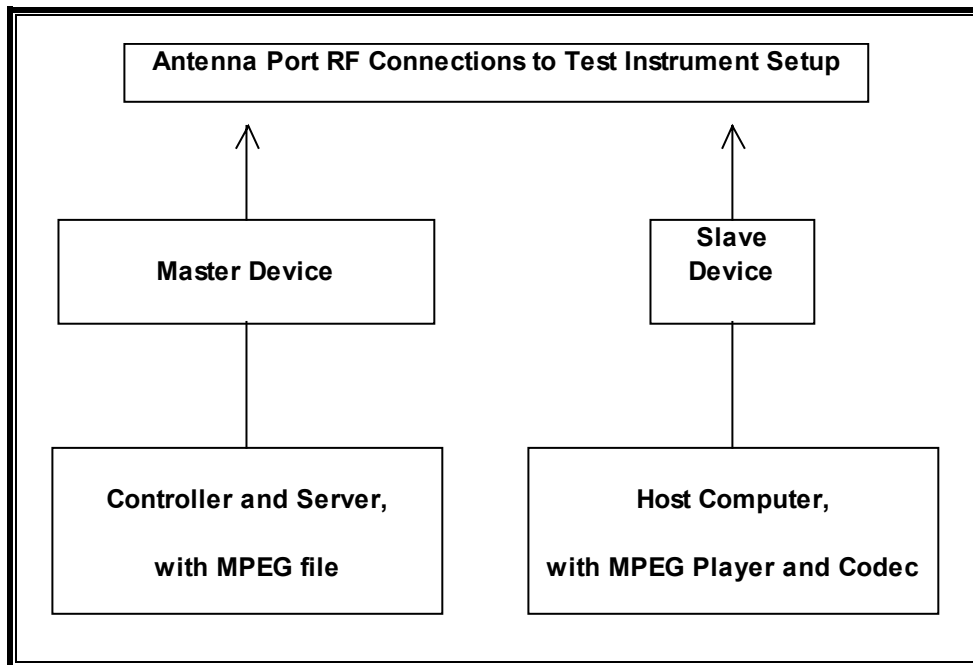 Antenna Port RF Connections to Test Instrument Setup
Master Device
Slave
Device
Controller and Server,
with MPEG file
Host Computer,
with MPEG Player and Codec